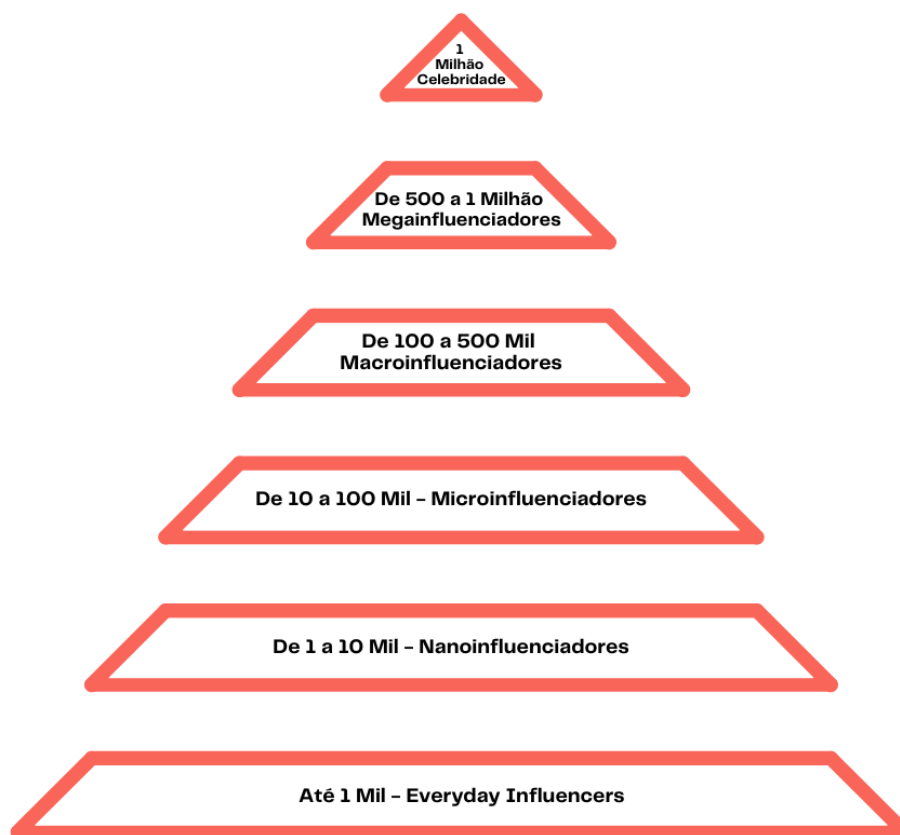 1
Milhão
Celebridade
De 500 a 1 Milhão
Megainfluenciadores
De 100 a 500 Mil
Macroinfluenciadores
De 10 a 100 Mil - Microinfluenciadores
De 1 a 10 Mil - Nanoinfluenciadores
Até 1 Mil - Everyday Influencers